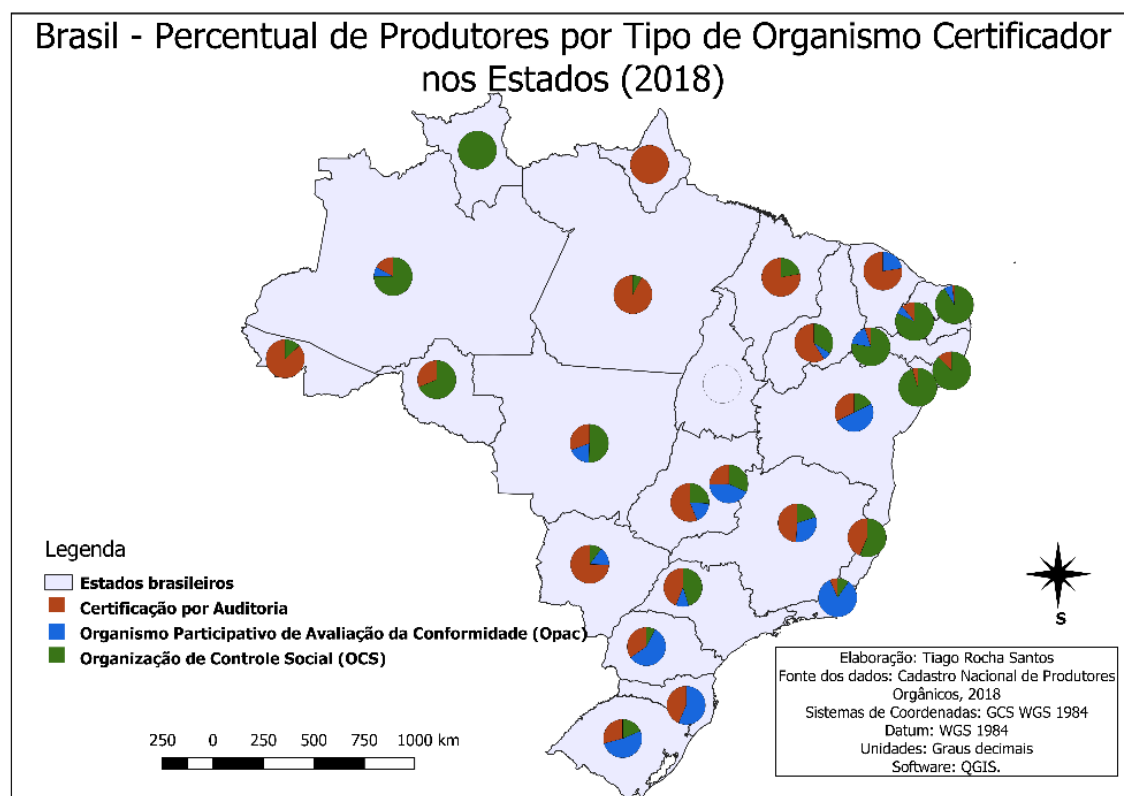 Brasil - Percentual de Produtores por Tipo de Organismo Certificador
nos Estados (2018)
Legenda
Estados brasileiros
Certificação por Auditoria
Organismo Participativo de Avaliação da Conformidade (Opac)
Organização de Controle Social (OCS)
250 0 250 500 750 1000 km
S
Elaboração: Tiago Rocha Santos
Fonte dos dados: Cadastro Nacional de Produtores
Orgânicos, 2018
Sistemas de Coordenadas: GCS WGS 1984
Datum: WGS 1984
Unidades: Graus decimais
Software: QGIS.